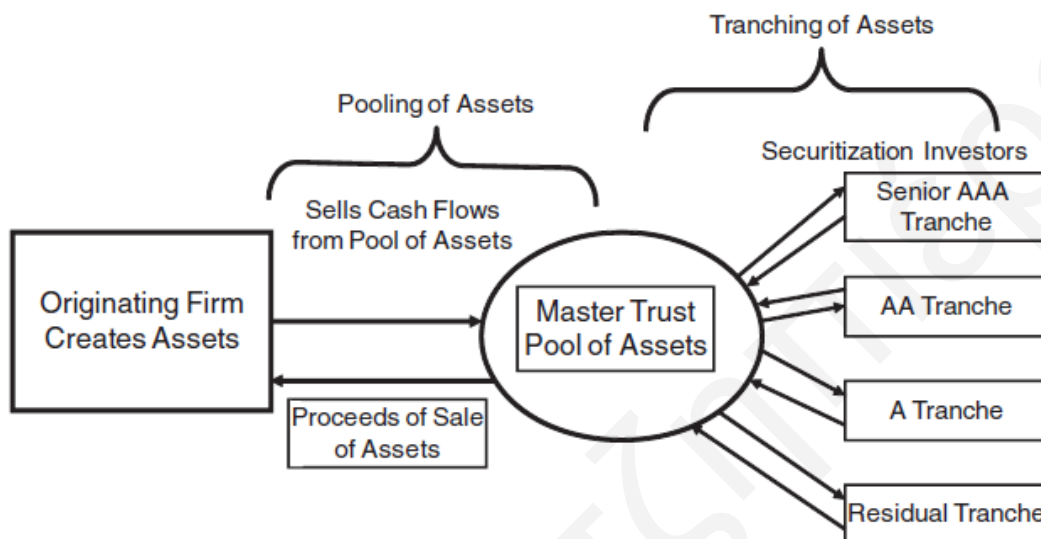 Tranching of Assets
Pooling of Assets
Securitization Investors
Sells Cash Flows
from Pool of Assets
Senior AAA
Tranche
Originating Firm
Creates Assets
Master Trust
Pool of Assets
AA Tranche
A Tranche
Proceeds of Sale
of Assets
Residual Tranche